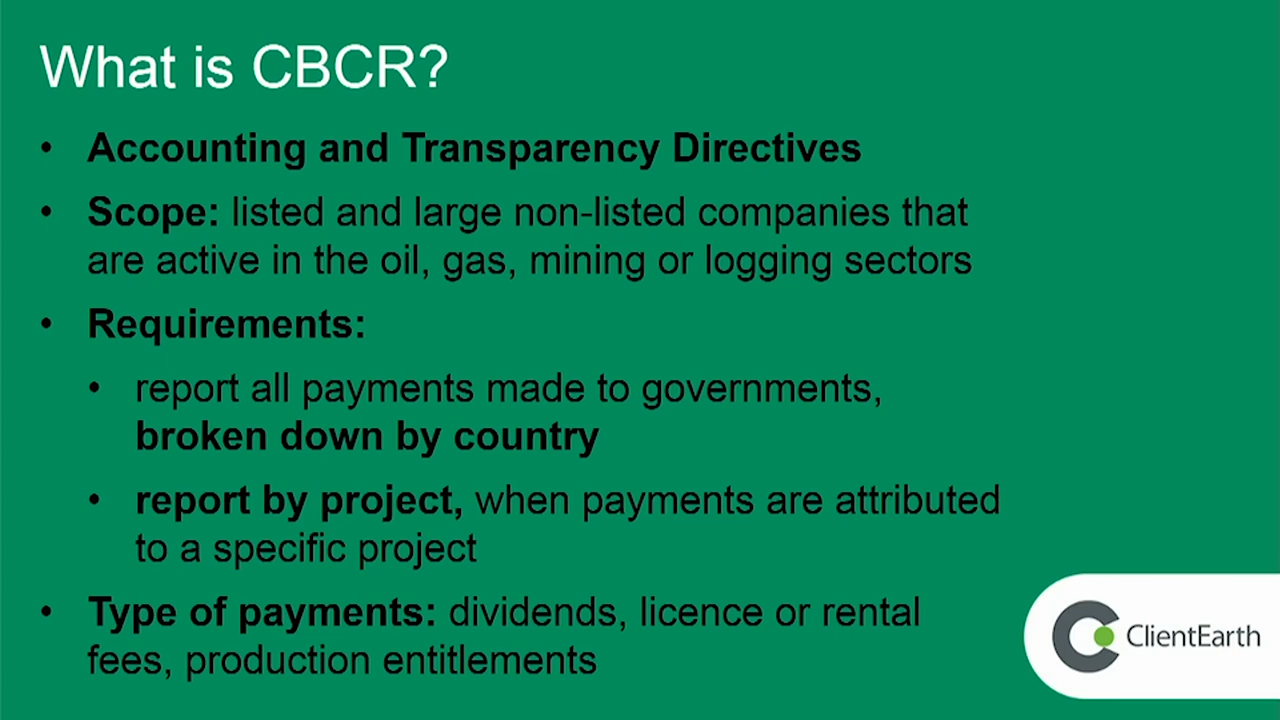 What is CBCR?
• Accounting and Transparency Directives
• Scope: listed and large non-listed companies that
are active in the oil, gas, mining or logging sectors
• Requirements:
• report all payments made to governments,
broken down by country
• report by project, when payments are attributed
to a specific project
• Type of payments: dividends, licence or rental
fees, production entitlements
ClientEarth